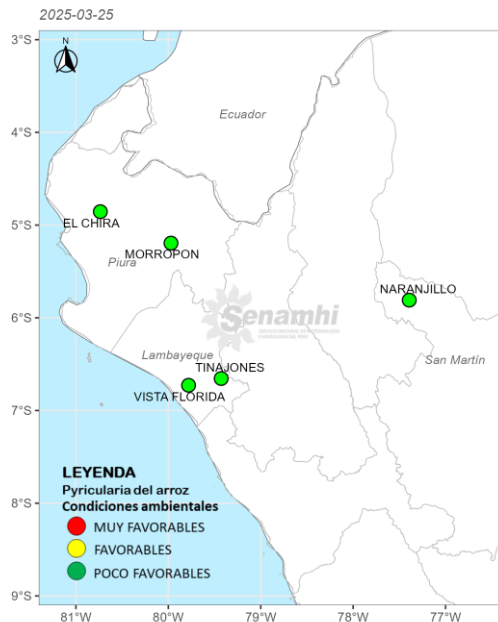 2025-03-25
3°S
N
4°S
Ecuador
5°S
EL CHIRA
MORROPON
Piura
NARANJILLO
6°S
Senamhi
Lambayeque
San Martín
TINAJONES
VISTA FLORIDA
7°S
LEYENDA
Pyricularia del arroz
Condiciones ambientales
8°S
MUY FAVORABLES
FAVORABLES
POCO FAVORABLES
9°S
81°W 80°W 79°W 78°W 77°W